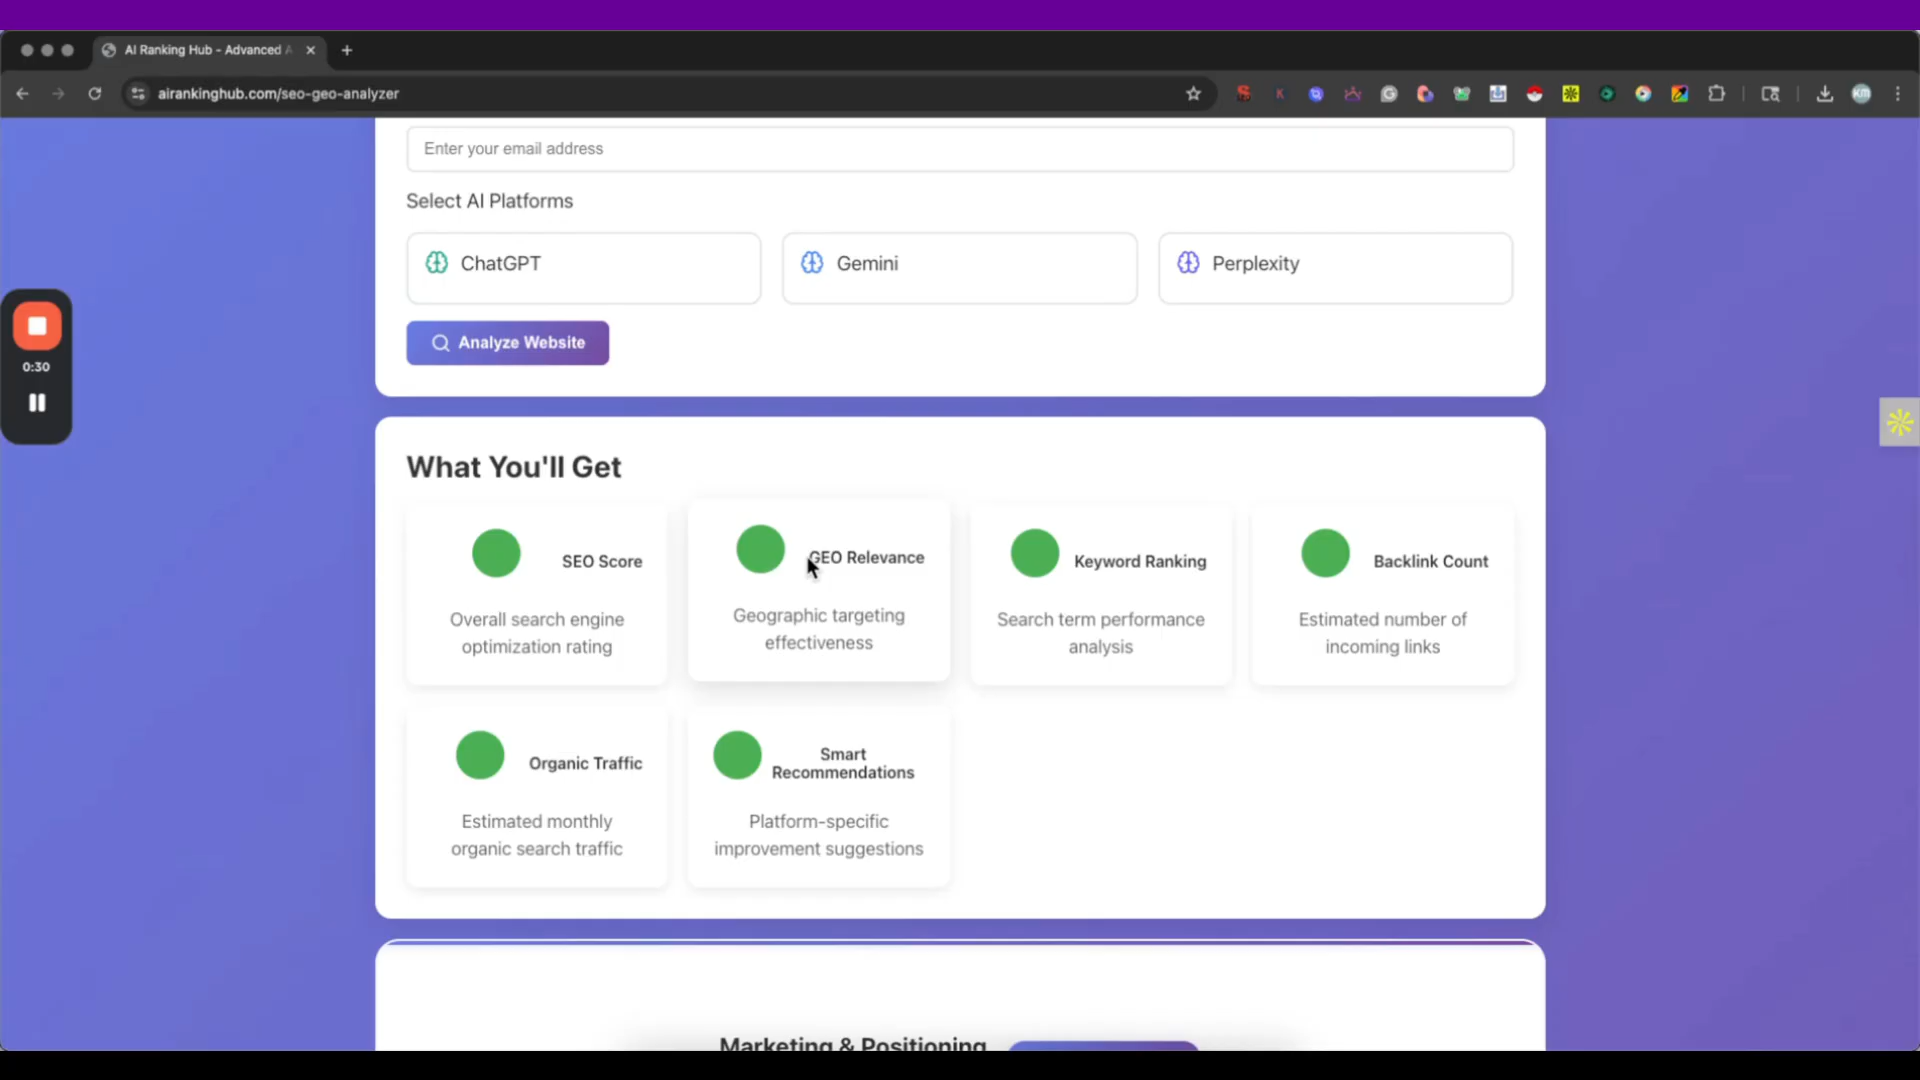 AI Ranking Hub - Advanced A
airankinghub.com/seo-geo-analyzer
Enter your email address
Select AI Platforms
ChatGPT
Gemini
Perplexity
0:30
Analyze Website
What You'll Get
SEO Score
Overall search engine
optimization rating
GEO Relevance
Geographic targeting
effectiveness
Keyword Ranking
Search term performance
analysis
Backlink Count
Estimated number of
incoming links
Organic Traffic
Estimated monthly
organic search traffic
Smart
Recommendations
Platform-specific
improvement suggestions
Marketing & Positioning